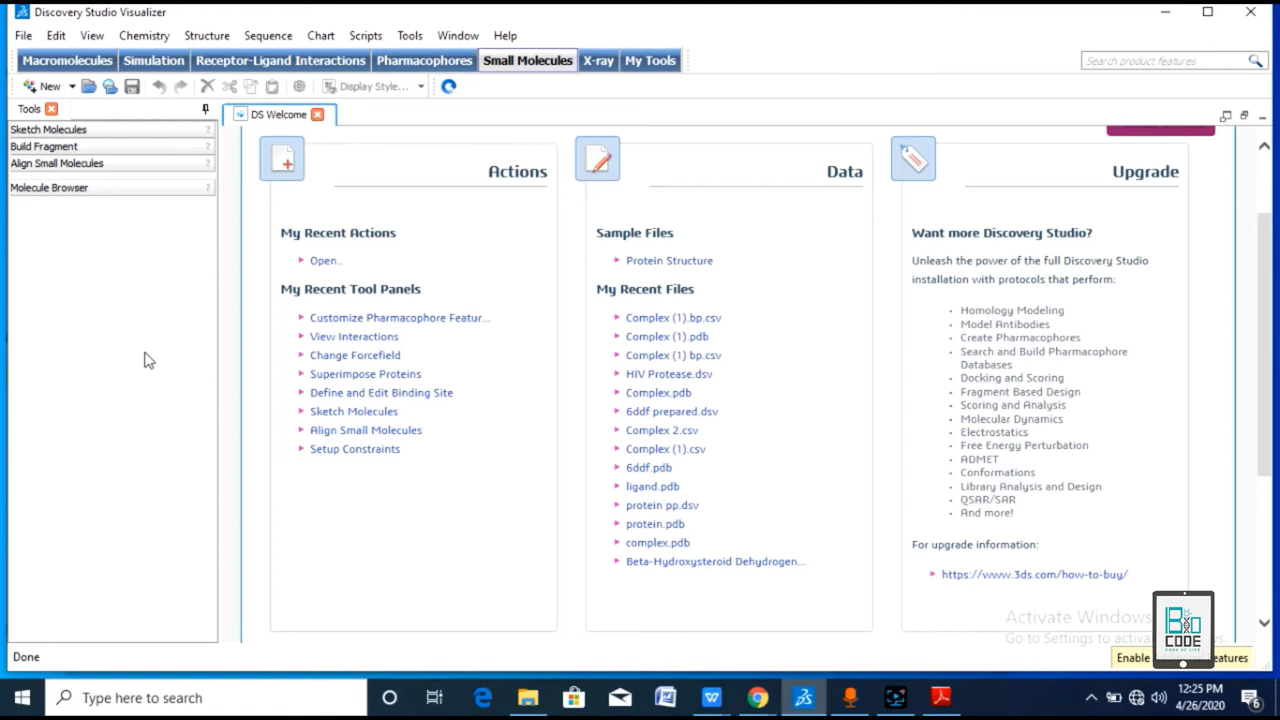 Discovery Studio Visualizer
File Edit View Chemistry Structure Sequence Chart Scripts Tools Window Help
Macromolecules Simulation Receptor-Ligand Interactions Pharmacophores Small Molecules X-ray My Tools
Search product features
New Display Style...
Tools
DS Welcome
Sketch Molecules ?
Build Fragment ?
Align Small Molecules ?
Molecule Browser ?
Actions
My Recent Actions
Open..
My Recent Tool Panels
Customize Pharmacophore Featur...
View Interactions
Change Forcefield
Superimpose Proteins
Define and Edit Binding Site
Sketch Molecules
Align Small Molecules
Setup Constraints
Data
Sample Files
Protein Structure
My Recent Files
Complex (1).bp.csv
Complex (1).pdb
Complex (1) bp.csv
HIV Protease.dsv
Complex.pdb
6ddf prepared.dsv
Complex 2.csv
Complex (1).csv
6ddf.pdb
ligand.pdb
protein pp.dsv
protein.pdb
complex.pdb
Beta-Hydroxysteroid Dehydrogen...
Upgrade
Want more Discovery Studio?
Unleash the power of the full Discovery Studio
installation with protocols that perform:
Homology Modeling
Model Antibodies
Create Pharmacophores
Search and Build Pharmacophore
Databases
Docking and Scoring
Fragment Based Design
Scoring and Analysis
Molecular Dynamics
Electrostatics
Free Energy Perturbation
ADMET
Conformations
Library Analysis and Design
QSAR/SAR
And more!
For upgrade information:
https://www.3ds.com/how-to-buy/
Activate Windows
Go to Settings to activa
CODE
CODE OF LIFE
Done
Enable
eatures
Type here to search
12:25 PM
4/26/2020
6